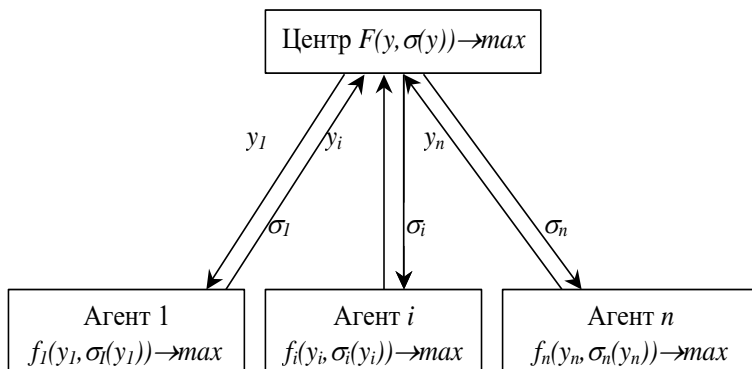 Центр F(y,σ(y))→max
y1 yi yn
σ1 σi σn
Агент 1
f1(y1,σ1(y1))→max
Агент i
fi(yi,σi(yi))→max
Агент n
fn(yn,σn(yn))→max